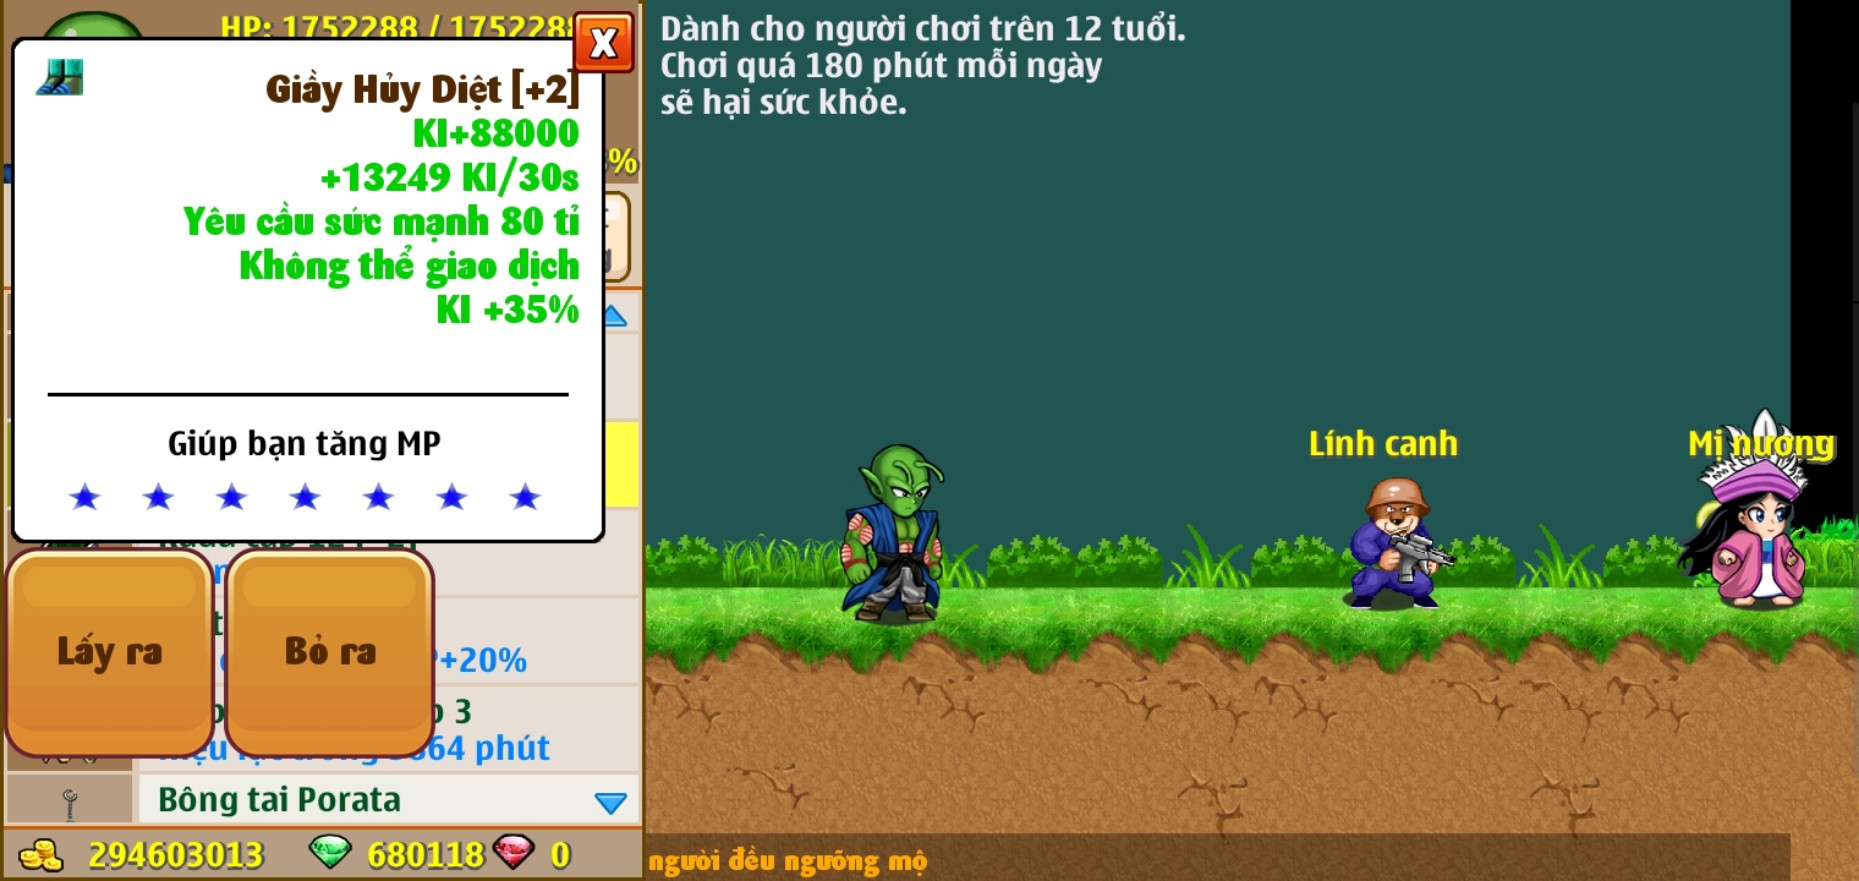 HP: 1752288 / 175228
X
Giầy Hủy Diệt [+2]
KI+88000
+13249 KI/30s
Yêu cầu sức mạnh 80 tỉ
Không thể giao dịch
KI +35%
%
Giúp bạn tăng MP
Lấy ra
Bỏ ra
+20%
3
64 phút
Bông tai Porata
294603013
680118
0
Dành cho người chơi trên 12 tuổi.
Chơi quá 180 phút mỗi ngày
sẽ hại sức khỏe.
Lính canh
Mị nương
người đều ngưỡng mộ